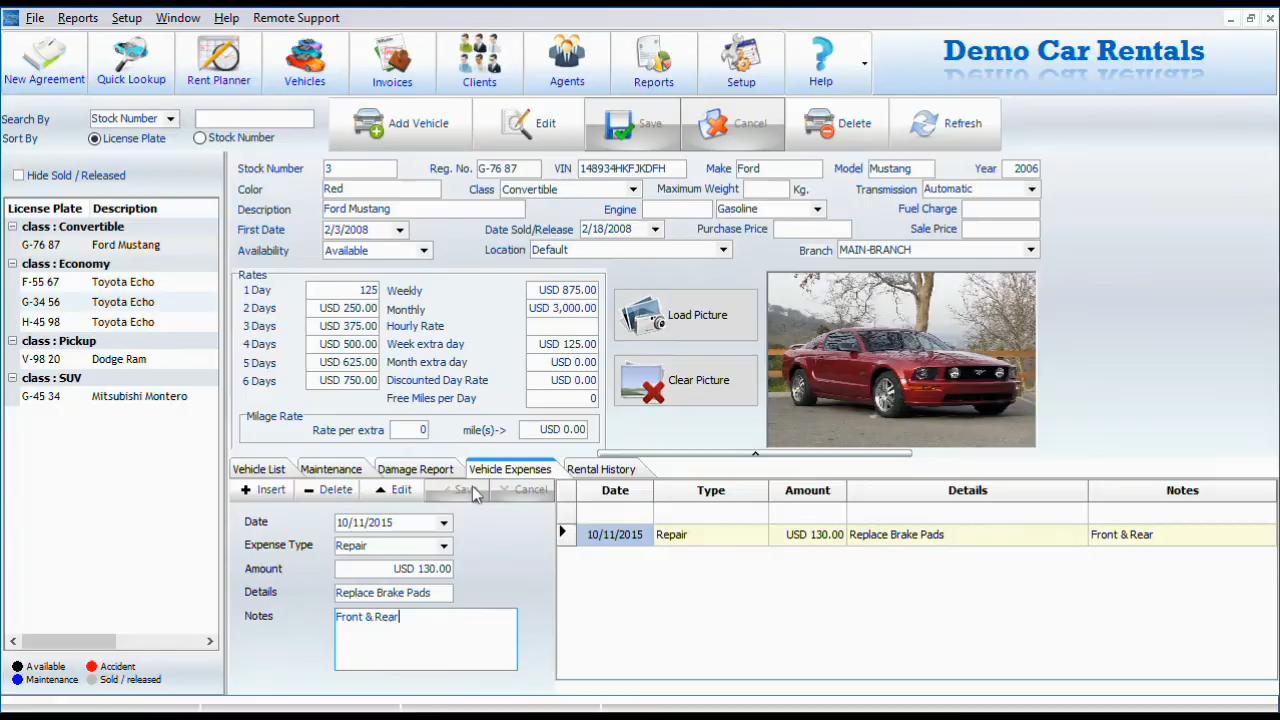 File Reports Setup Window Help Remote Support
New Agreement Quick Lookup Rent Planner Vehicles Invoices Clients Agents Reports Setup Help
Demo Car Rentals
Search By Stock Number
Sort By License Plate Stock Number
Add Vehicle Edit Save Cancel Delete Refresh
Hide Sold / Released
License Plate Description
class : Convertible
G-76 87 Ford Mustang
class : Economy
F-55 67 Toyota Echo
G-34 56 Toyota Echo
H-45 98 Toyota Echo
class : Pickup
V-98 20 Dodge Ram
class : SUV
G-45 34 Mitsubishi Montero
Available Accident
Maintenance Sold / released
Stock Number 3 Reg. No. G-76 87 VIN 148934HKFJKDFH Make Ford Model Mustang Year 2006
Color Red Class Convertible Maximum Weight Kg. Transmission Automatic
Description Ford Mustang Engine Gasoline Fuel Charge
First Date 2/3/2008 Date Sold/Release 2/18/2008 Purchase Price Sale Price
Availability Available Location Default Branch MAIN-BRANCH
Rates
1 Day 125 Weekly USD 875.00
2 Days USD 250.00 Monthly USD 3,000.00
3 Days USD 375.00 Hourly Rate
4 Days USD 500.00 Week extra day USD 125.00
5 Days USD 625.00 Month extra day USD 0.00
6 Days USD 750.00 Discounted Day Rate USD 0.00
Free Miles per Day 0
Milage Rate
Rate per extra 0 mile(s)-> USD 0.00
Load Picture
Clear Picture
Vehicle List Maintenance Damage Report Vehicle Expenses Rental History
Insert Delete Edit Save Cancel
Date 10/11/2015
Expense Type Repair
Amount USD 130.00
Details Replace Brake Pads
Notes Front & Rear
Date Type Amount Details Notes
10/11/2015 Repair USD 130.00 Replace Brake Pads Front & Rear